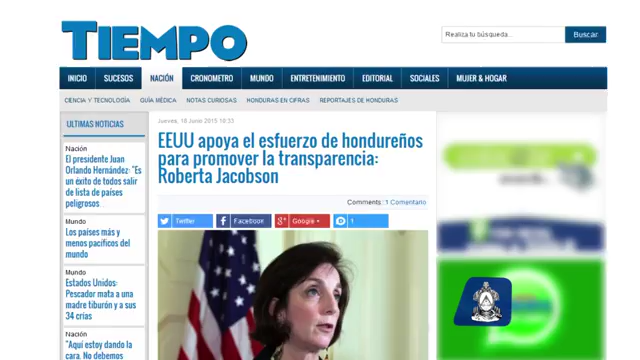 TIEMPO
Realiza tu búsqueda...
Buscar
INICIO SUCESOS NACIÓN CRONOMETRO MUNDO ENTRETENIMIENTO EDITORIAL SOCIALES MUJER & HOGAR
CIENCIA Y TECNOLOGÍA GUÍA MÉDICA NOTAS CURIOSAS HONDURAS EN CIFRAS REPORTAJES DE HONDURAS
ULTIMAS NOTICIAS
Nación
El presidente Juan
Orlando Hernández: "Es
un éxito de todos salir
de lista de países
peligrosos
Mundo
Los países más y
menos pacíficos del
mundo
Mundo
Estados Unidos:
Pescador mata a una
madre tiburón y a sus
34 crías
Nación
"Aquí estoy dando la
cara. No debemos
Jueves, 18 Junio 2015 10:33
EEUU apoya el esfuerzo de hondureños
para promover la transparencia:
Roberta Jacobson
Comments: 1 Comentario
Twitter Facebook Google + 1